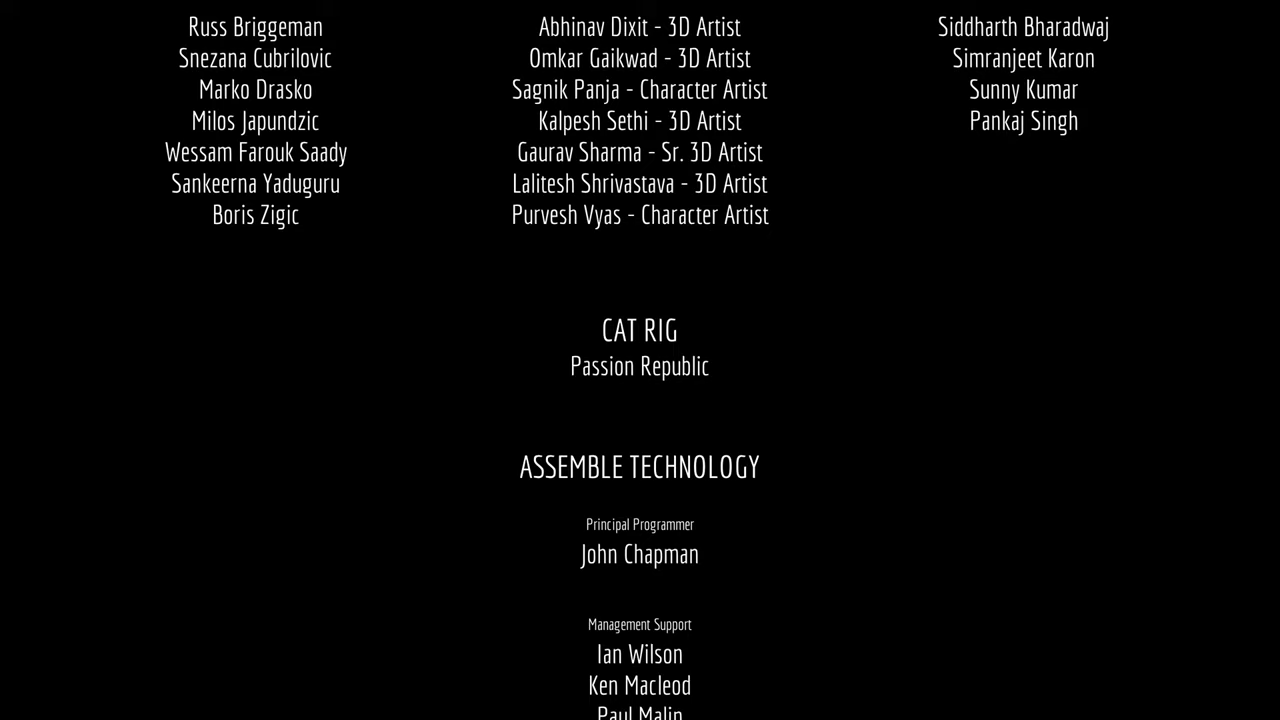 Russ Briggeman
Snezana Cubrilovic
Marko Drasko
Milos Japundzic
Wessam Farouk Saady
Sankeerna Yaduguru
Boris Zigic
Abhinav Dixit - 3D Artist
Omkar Gaikwad - 3D Artist
Sagnik Panja - Character Artist
Kalpesh Sethi - 3D Artist
Gaurav Sharma - Sr. 3D Artist
Lalitesh Shrivastava - 3D Artist
Purvesh Vyas - Character Artist
Siddharth Bharadwaj
Simranjeet Karon
Sunny Kumar
Pankaj Singh
CAT RIG
Passion Republic
ASSEMBLE TECHNOLOGY
Principal Programmer
John Chapman
Management Support
Ian Wilson
Ken Macleod
Paul Malin